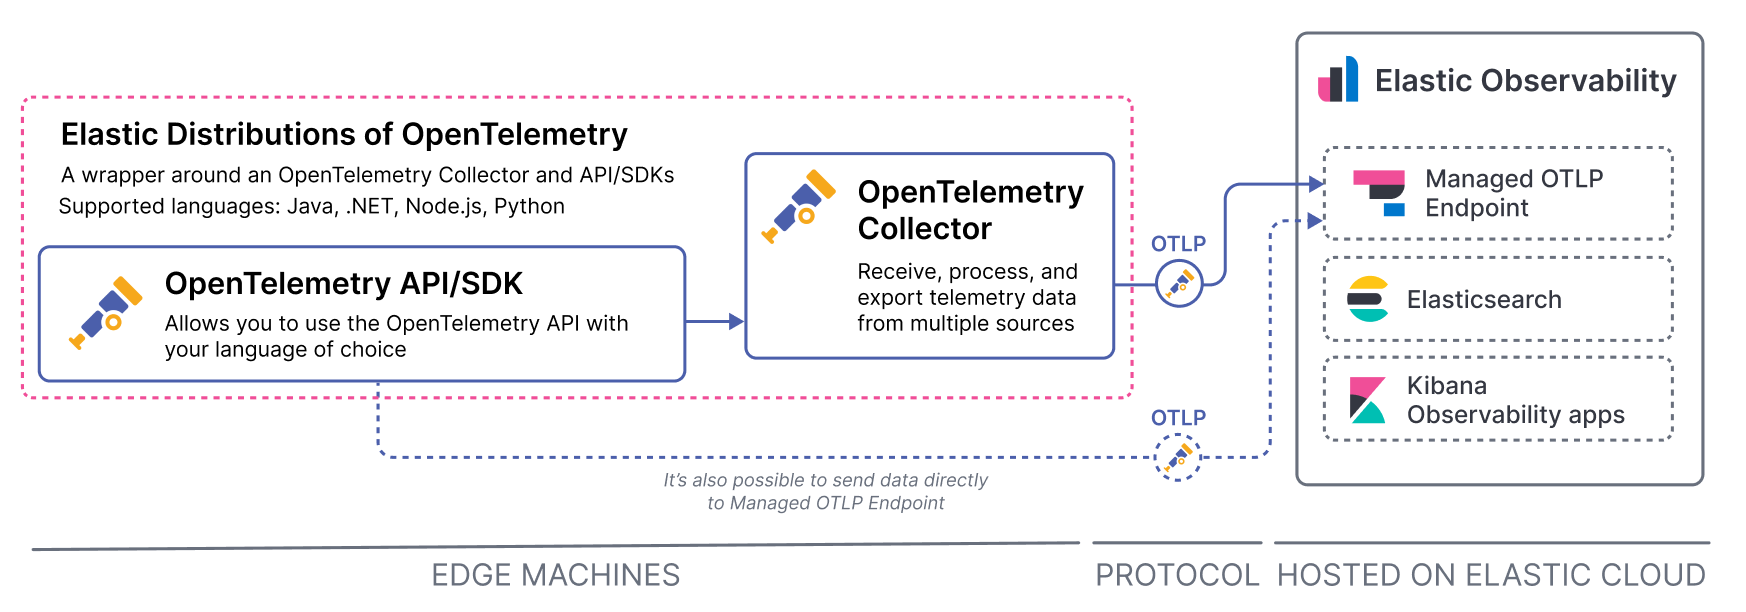 Elastic Distributions of OpenTelemetry
A wrapper around an OpenTelemetry Collector and API/SDKs
Supported languages: Java, .NET, Node.js, Python
OpenTelemetry API/SDK
Allows you to use the OpenTelemetry API with
your language of choice
OpenTelemetry
Collector
Receive, process, and
export telemetry data
from multiple sources
OTLP
OTLP
It's also possible to send data directly
to Managed OTLP Endpoint
Elastic Observability
Managed OTLP
Endpoint
Elasticsearch
Kibana
Observability apps
EDGE MACHINES
PROTOCOL
HOSTED ON ELASTIC CLOUD